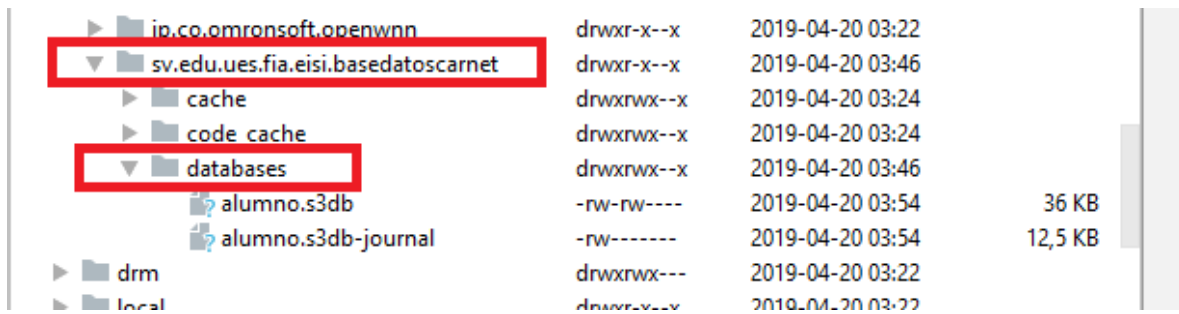 jp.co.omronsoft.openwnn drwxr-x--x 2019-04-20 03:22
sv.edu.ues.fia.eisi.basedatoscarnet drwxr-x--x 2019-04-20 03:46
cache drwxrwx--x 2019-04-20 03:24
code_cache drwxrwx--x 2019-04-20 03:24
databases drwxrwx--x 2019-04-20 03:46
alumno.s3db -rw-rw---- 2019-04-20 03:54 36 KB
alumno.s3db-journal -rw------- 2019-04-20 03:54 12,5 KB
drm drwxrwx--- 2019-04-20 03:22
local drwxr-x--x 2019-04-20 03:22